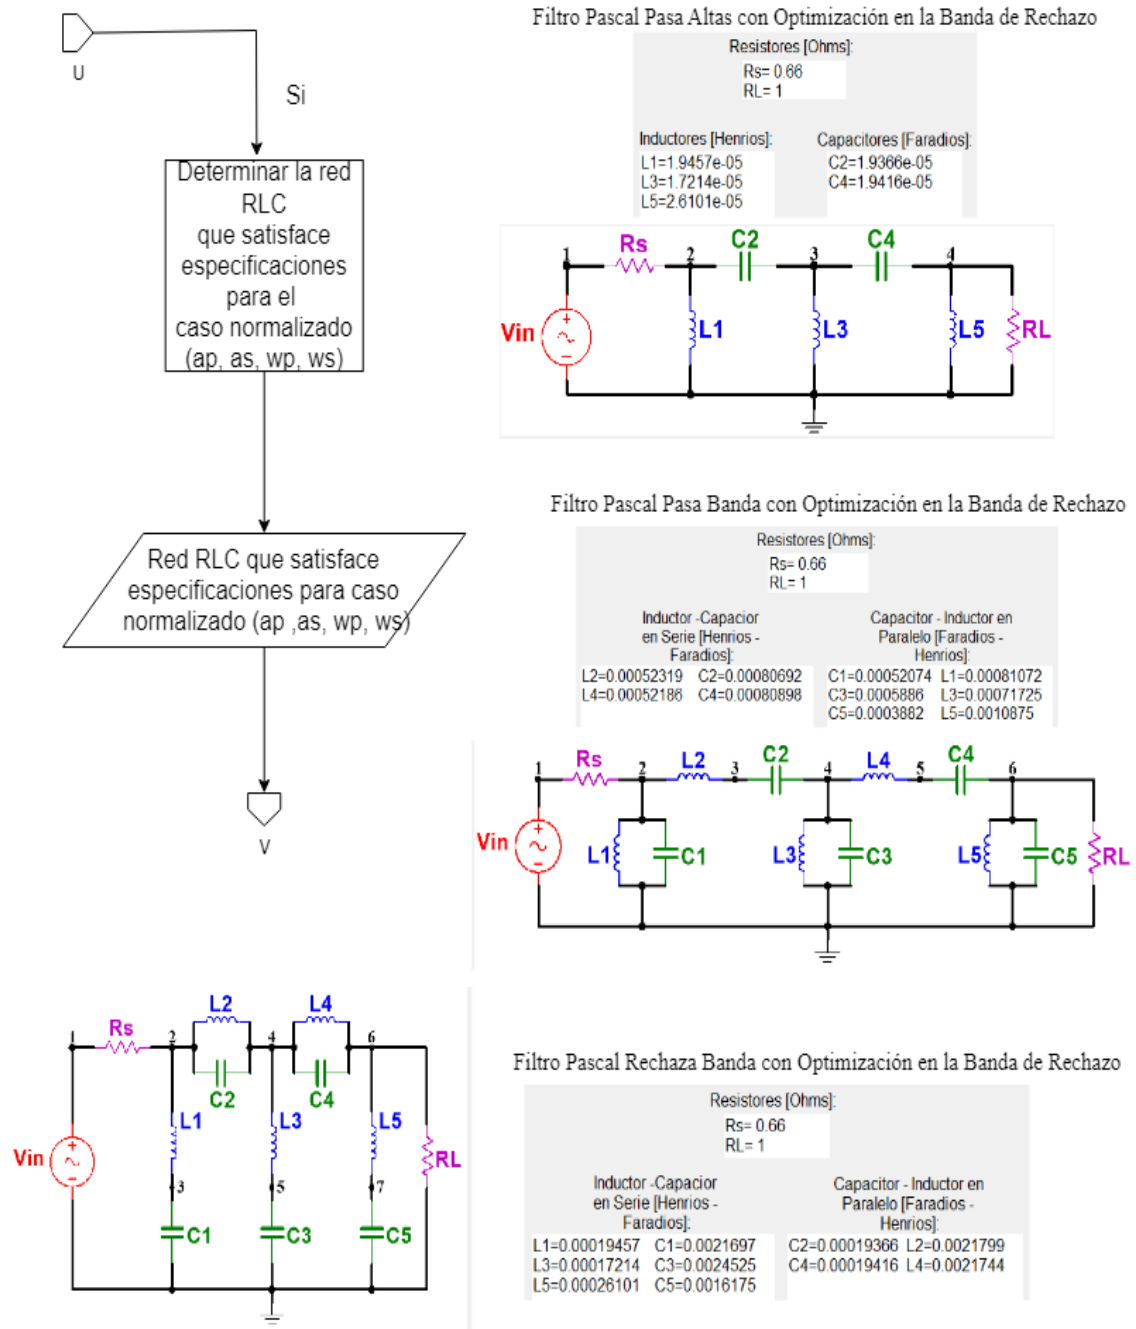 U
Si
Determinar la red
RLC
que satisface
especificaciones
para el
caso normalizado
(ap, as, wp, ws)
Red RLC que satisface
especificaciones para caso
normalizado (ap ,as, wp, ws)
V
Filtro Pascal Pasa Altas con Optimización en la Banda de Rechazo
Resistores [Ohms]:
Rs= 0.66
RL= 1
Inductores [Henrios]:
L1=1.9457e-05
L3=1.7214e-05
L5=2.6101e-05
Capacitores [Faradios]:
C2=1.9366e-05
C4=1.9416e-05
1 Rs 2 C2 3 C4 4
Vin L1 L3 L5 RL
Filtro Pascal Pasa Banda con Optimización en la Banda de Rechazo
Resistores [Ohms]:
Rs= 0.66
RL= 1
Inductor -Capacior
en Serie [Henrios -
Faradios]:
L2=0.00052319 C2=0.00080692
L4=0.00052186 C4=0.00080898
Capacitor - Inductor en
Paralelo [Faradios -
Henrios]:
C1=0.00052074 L1=0.00081072
C3=0.0005886 L3=0.00071725
C5=0.0003882 L5=0.0010875
1 Rs 2 L2 3 C2 4 L4 5 C4 6
Vin L1 C1 L3 C3 L5 C5 RL
L2 L4
1 Rs 2 4 6
C2 C4
L1 L3 L5
Vin RL
3 5 7
C1 C3 C5
Filtro Pascal Rechaza Banda con Optimización en la Banda de Rechazo
Resistores [Ohms]:
Rs= 0.66
RL= 1
Inductor -Capacior
en Serie [Henrios -
Faradios]:
L1=0.00019457 C1=0.0021697
L3=0.00017214 C3=0.0024525
L5=0.00026101 C5=0.0016175
Capacitor - Inductor en
Paralelo [Faradios -
Henrios]:
C2=0.00019366 L2=0.0021799
C4=0.00019416 L4=0.0021744